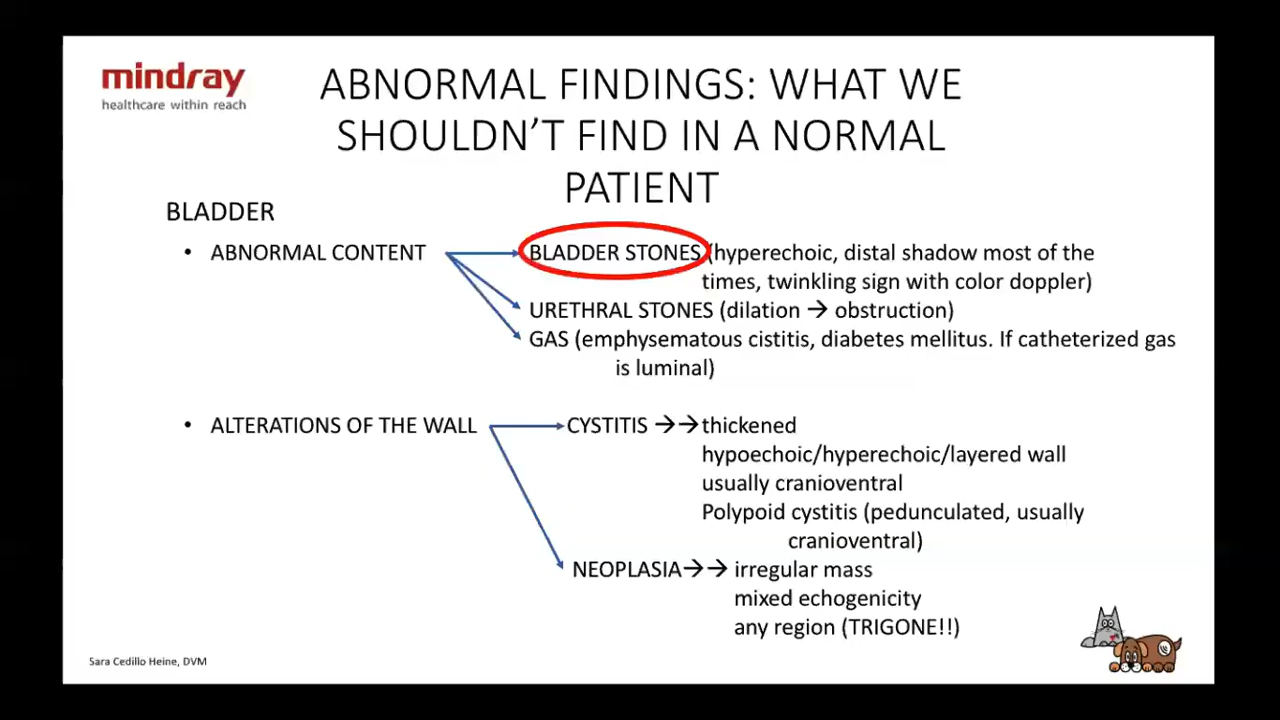 mindray
healthcare within reach
ABNORMAL FINDINGS: WHAT WE
SHOULDN'T FIND IN A NORMAL
PATIENT
BLADDER
• ABNORMAL CONTENT
BLADDER STONES (hyperechoic, distal shadow most of the
times, twinkling sign with color doppler)
URETHRAL STONES (dilation → obstruction)
GAS (emphysematous cistitis, diabetes mellitus. If catheterized gas
is luminal)
• ALTERATIONS OF THE WALL
CYSTITIS →→thickened
hypoechoic/hyperechoic/layered wall
usually cranioventral
Polypoid cystitis (pedunculated, usually
cranioventral)
NEOPLASIA→→ irregular mass
mixed echogenicity
any region (TRIGONE!!)
Sara Cedillo Heine, DVM